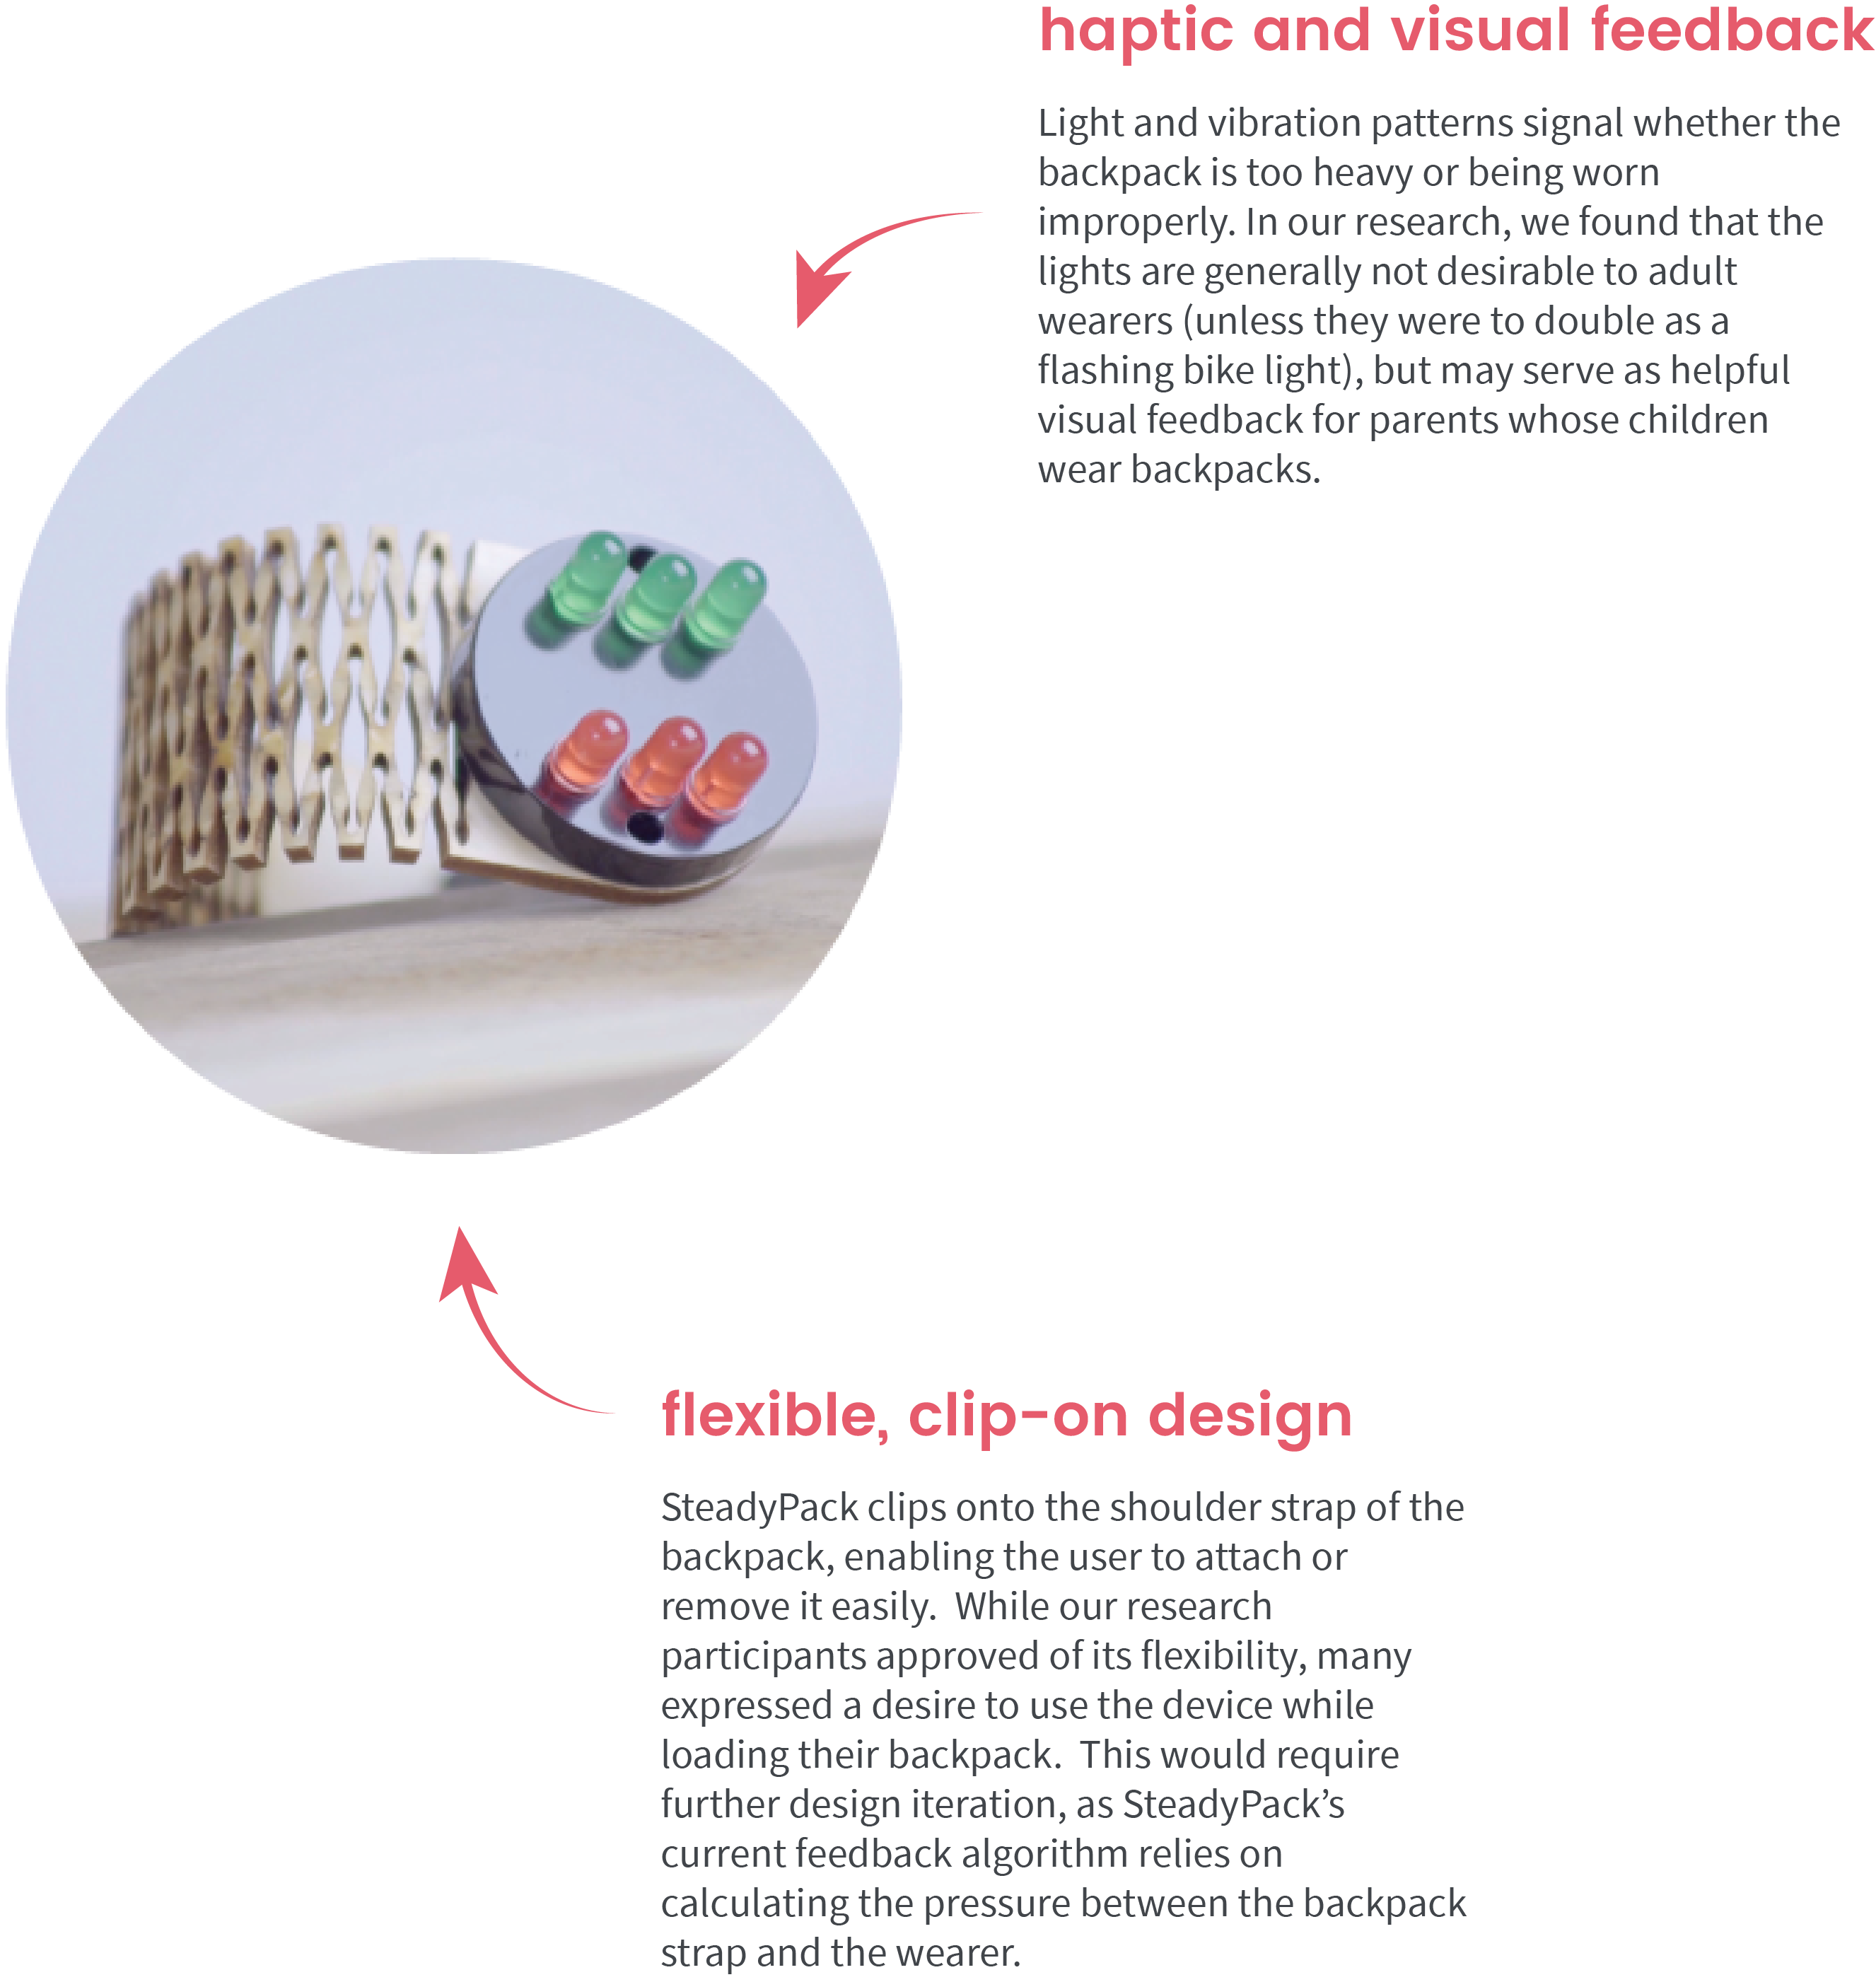 haptic and visual feedback
Light and vibration patterns signal whether the
backpack is too heavy or being worn
improperly. In our research, we found that the
lights are generally not desirable to adult
wearers (unless they were to double as a
flashing bike light), but may serve as helpful
visual feedback for parents whose children
wear backpacks.
flexible, clip-on design
SteadyPack clips onto the shoulder strap of the
backpack, enabling the user to attach or
remove it easily.  While our research
participants approved of its flexibility, many
expressed a desire to use the device while
loading their backpack.  This would require
further design iteration, as SteadyPack’s
current feedback algorithm relies on
calculating the pressure between the backpack
strap and the wearer.